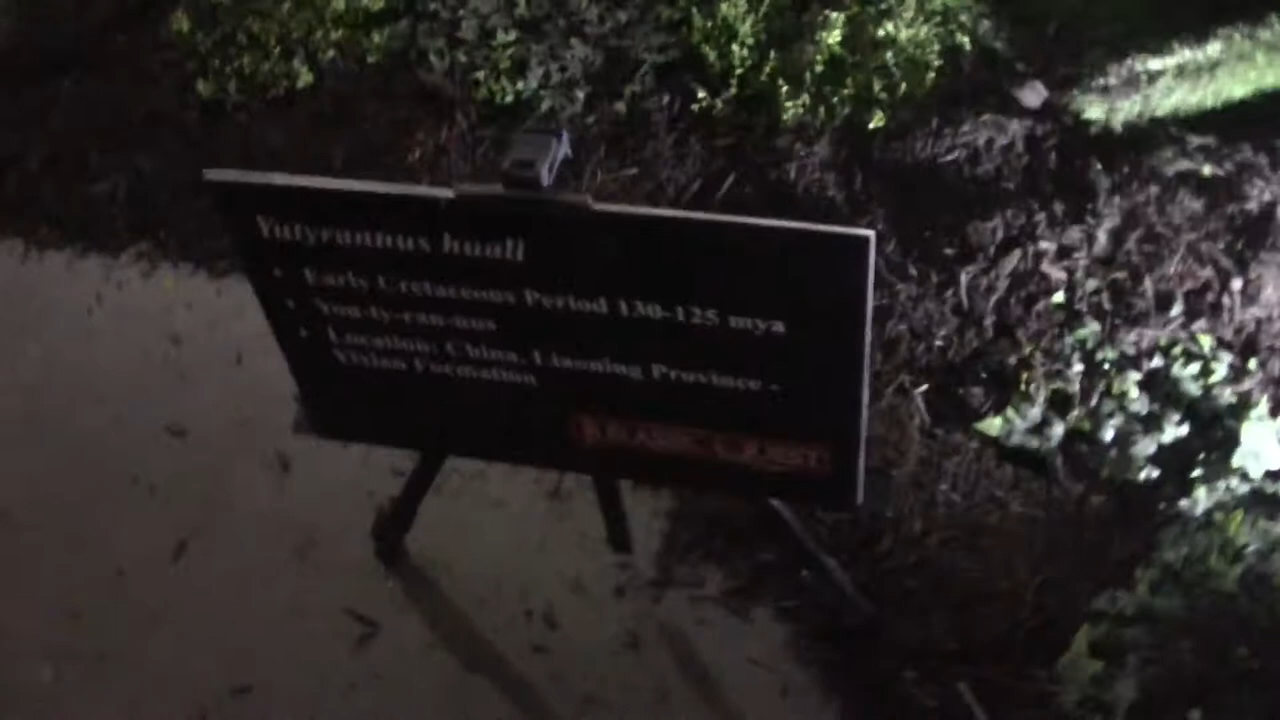 Yutyrannus huali
• Early Cretaceous Period 130-125 mya
• You-ty-ran-nus
• Location: China, Liaoning Province -
Yixian Formation